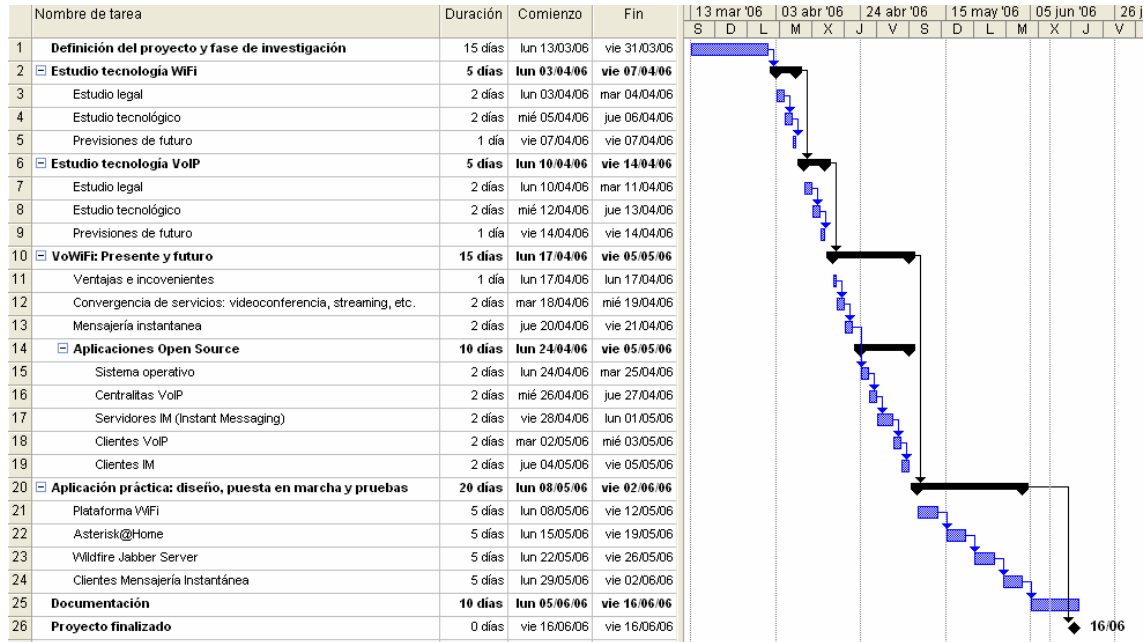 Nombre de tarea Duración Comienzo Fin 13 mar '06 03 abr '06 24 abr '06 15 may '06 05 jun '06 26 j
S D L M X J V S D L M X J V
1 Definición del proyecto y fase de investigación 15 días lun 13/03/06 vie 31/03/06
2 Estudio tecnología WiFi 5 días lun 03/04/06 vie 07/04/06
3 Estudio legal 2 días lun 03/04/06 mar 04/04/06
4 Estudio tecnológico 2 días mié 05/04/06 jue 06/04/06
5 Previsiones de futuro 1 día vie 07/04/06 vie 07/04/06
6 Estudio tecnología VoIP 5 días lun 10/04/06 vie 14/04/06
7 Estudio legal 2 días lun 10/04/06 mar 11/04/06
8 Estudio tecnológico 2 días mié 12/04/06 jue 13/04/06
9 Previsiones de futuro 1 día vie 14/04/06 vie 14/04/06
10 VoWiFi: Presente y futuro 15 días lun 17/04/06 vie 05/05/06
11 Ventajas e incovenientes 1 día lun 17/04/06 lun 17/04/06
12 Convergencia de servicios: videoconferencia, streaming, etc. 2 días mar 18/04/06 mié 19/04/06
13 Mensajería instantanea 2 días jue 20/04/06 vie 21/04/06
14 Aplicaciones Open Source 10 días lun 24/04/06 vie 05/05/06
15 Sistema operativo 2 días lun 24/04/06 mar 25/04/06
16 Centralitas VoIP 2 días mié 26/04/06 jue 27/04/06
17 Servidores IM (Instant Messaging) 2 días vie 28/04/06 lun 01/05/06
18 Clientes VoIP 2 días mar 02/05/06 mié 03/05/06
19 Clientes IM 2 días jue 04/05/06 vie 05/05/06
20 Aplicación práctica: diseño, puesta en marcha y pruebas 20 días lun 08/05/06 vie 02/06/06
21 Plataforma WiFi 5 días lun 08/05/06 vie 12/05/06
22 Asterisk@Home 5 días lun 15/05/06 vie 19/05/06
23 Wildfire Jabber Server 5 días lun 22/05/06 vie 26/05/06
24 Clientes Mensajería Instantánea 5 días lun 29/05/06 vie 02/06/06
25 Documentación 10 días lun 05/06/06 vie 16/06/06
26 Proyecto finalizado 0 días vie 16/06/06 vie 16/06/06 16/06